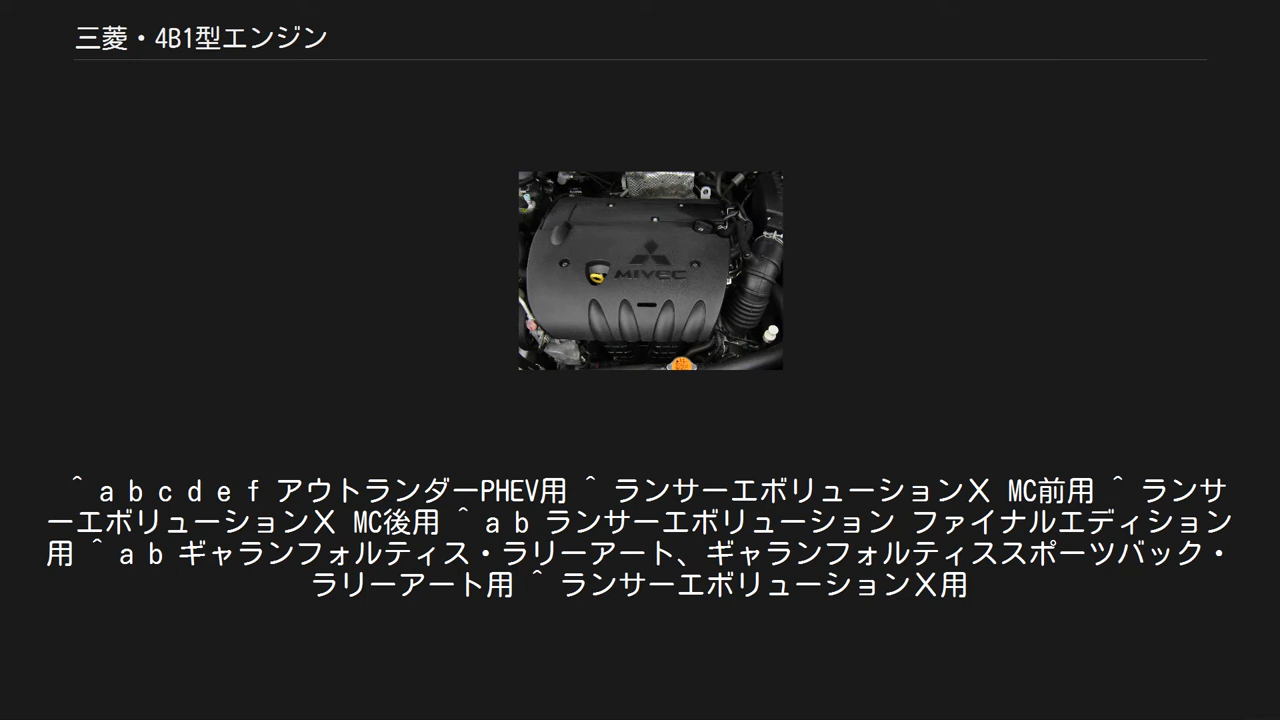 三菱・4B1型エンジン
MIVEC
^ a b c d e f アウトランダーPHEV用 ^ ランサーエボリューションX MC前用 ^ ランサ
ーエボリューションX MC後用 ^ a b ランサーエボリューション ファイナルエディション
用 ^ a b ギャランフォルティス・ラリーアート、ギャランフォルティススポーツバック・
ラリーアート用 ^ ランサーエボリューションX用